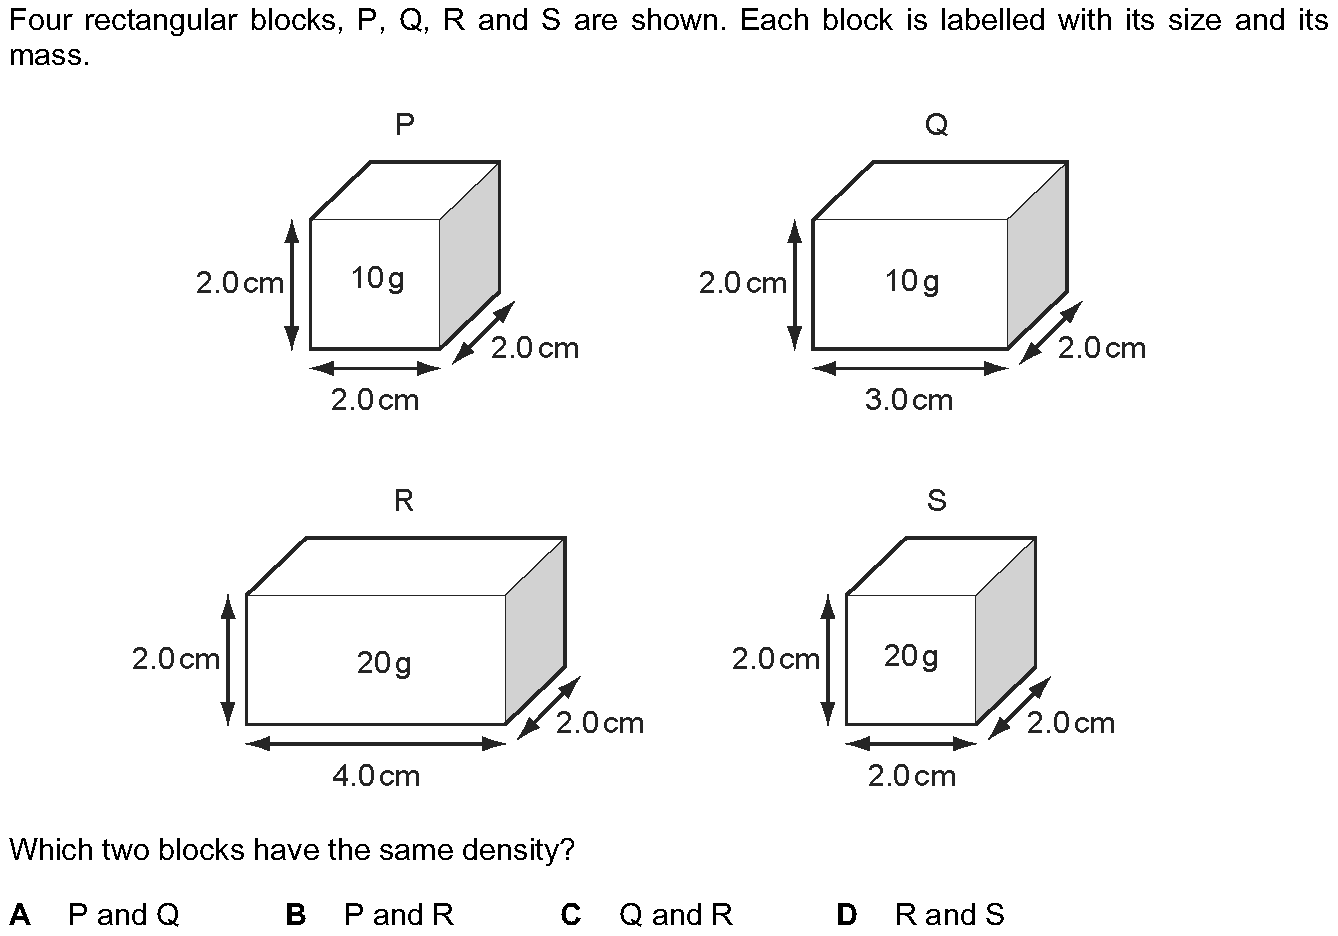 Four rectangular blocks, P, Q, R and S are shown. Each block is labelled with its size and its
mass.
P
Q
2.0 cm
10 g
2.0 cm
2.0 cm
2.0 cm
10 g
2.0 cm
3.0 cm
R
S
2.0 cm
20 g
2.0 cm
4.0 cm
2.0 cm
20 g
2.0 cm
2.0 cm
Which two blocks have the same density?
A P and Q B P and R C Q and R D R and S